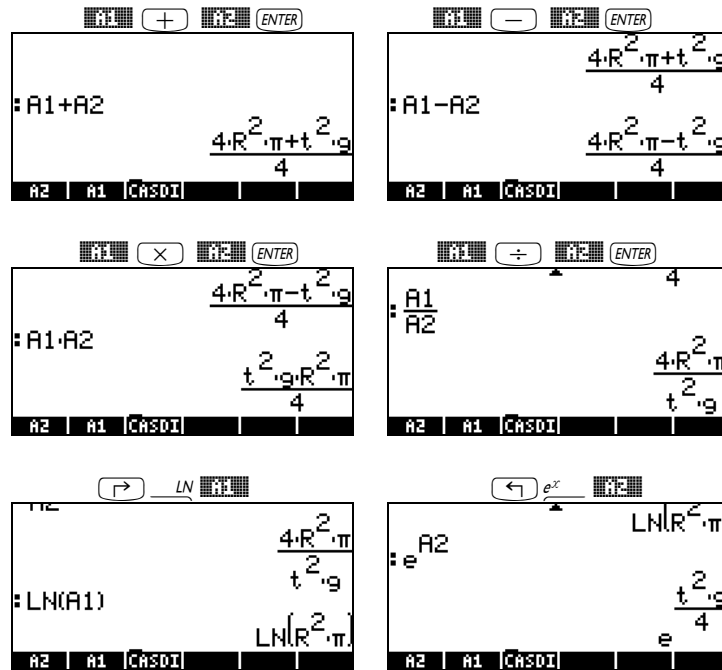 A1 + A2 ENTER
A1 − A2 ENTER
:A1+A2
4·R²·π+t²·g
4
A2 A1 CASDI
4·R²·π+t²·g
4
:A1-A2
4·R²·π-t²·g
4
A2 A1 CASDI
A1 × A2 ENTER
A1 ÷ A2 ENTER
4·R²·π-t²·g
4
:A1·A2
t²·g·R²·π
4
A2 A1 CASDI
4
:A1
A2
4·R²·π
t²·g
A2 A1 CASDI
LN A1
eˣ A2
A2
4·R²·π
t²·g
:LN(A1)
LN(R²·π)
A2 A1 CASDI
LN(R²·π
:e^A2
t²·g
4
e
A2 A1 CASDI